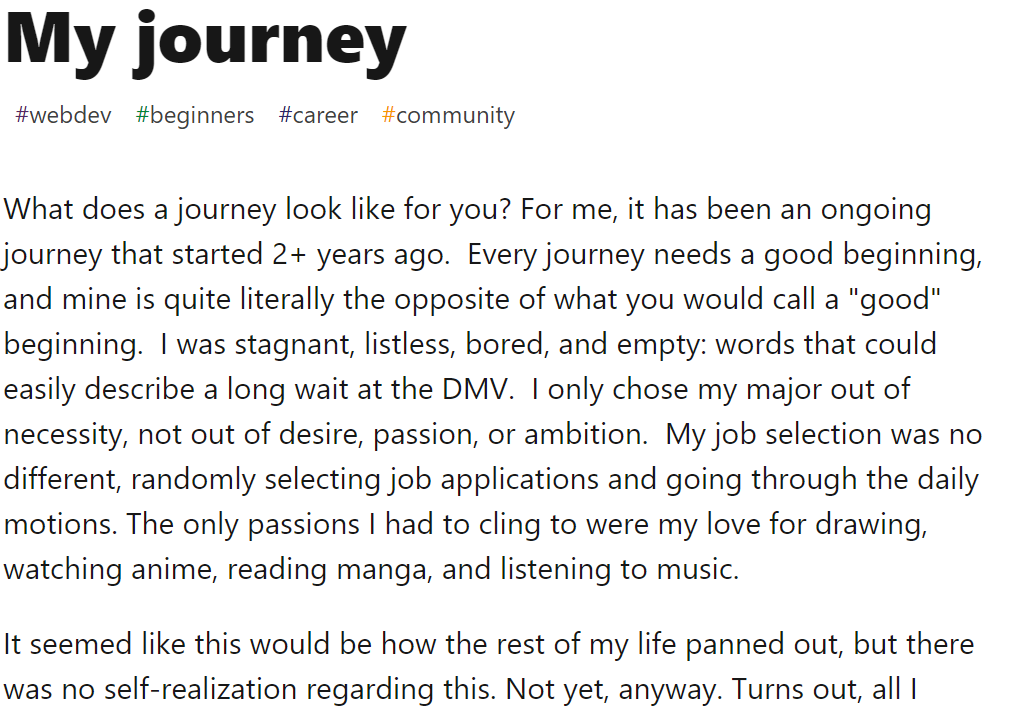 My journey
#webdev #beginners #career #community
What does a journey look like for you? For me, it has been an ongoing
journey that started 2+ years ago.  Every journey needs a good beginning,
and mine is quite literally the opposite of what you would call a "good"
beginning.  I was stagnant, listless, bored, and empty: words that could
easily describe a long wait at the DMV.  I only chose my major out of
necessity, not out of desire, passion, or ambition.  My job selection was no
different, randomly selecting job applications and going through the daily
motions. The only passions I had to cling to were my love for drawing,
watching anime, reading manga, and listening to music.
It seemed like this would be how the rest of my life panned out, but there
was no self-realization regarding this. Not yet, anyway. Turns out, all I